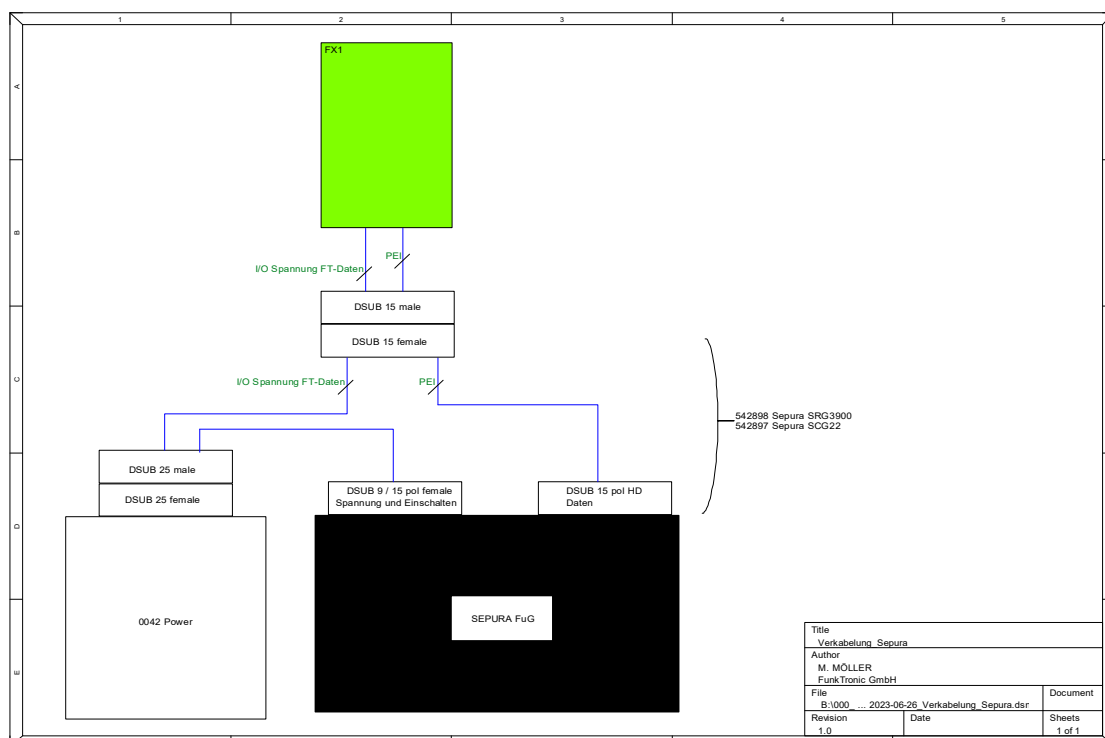 1 2 3 4 5
A
FX1
B
PEI
I/O Spannung FT-Daten
DSUB 15 male
DSUB 15 female
C
I/O Spannung FT-Daten
PEI
542898 Sepura SRG3900
542897 Sepura SCG22
DSUB 25 male
DSUB 25 female
DSUB 9 / 15 pol female
Spannung und Einschalten
DSUB 15 pol HD
Daten
D
0042 Power
SEPURA FuG
E
Title
Verkabelung_Sepura
Author
M. MÖLLER
FunkTronic GmbH
File
B:\000_ ... 2023-06-26_Verkabelung_Sepura.dsn
Document
Revision
1.0
Date
Sheets
1 of 1